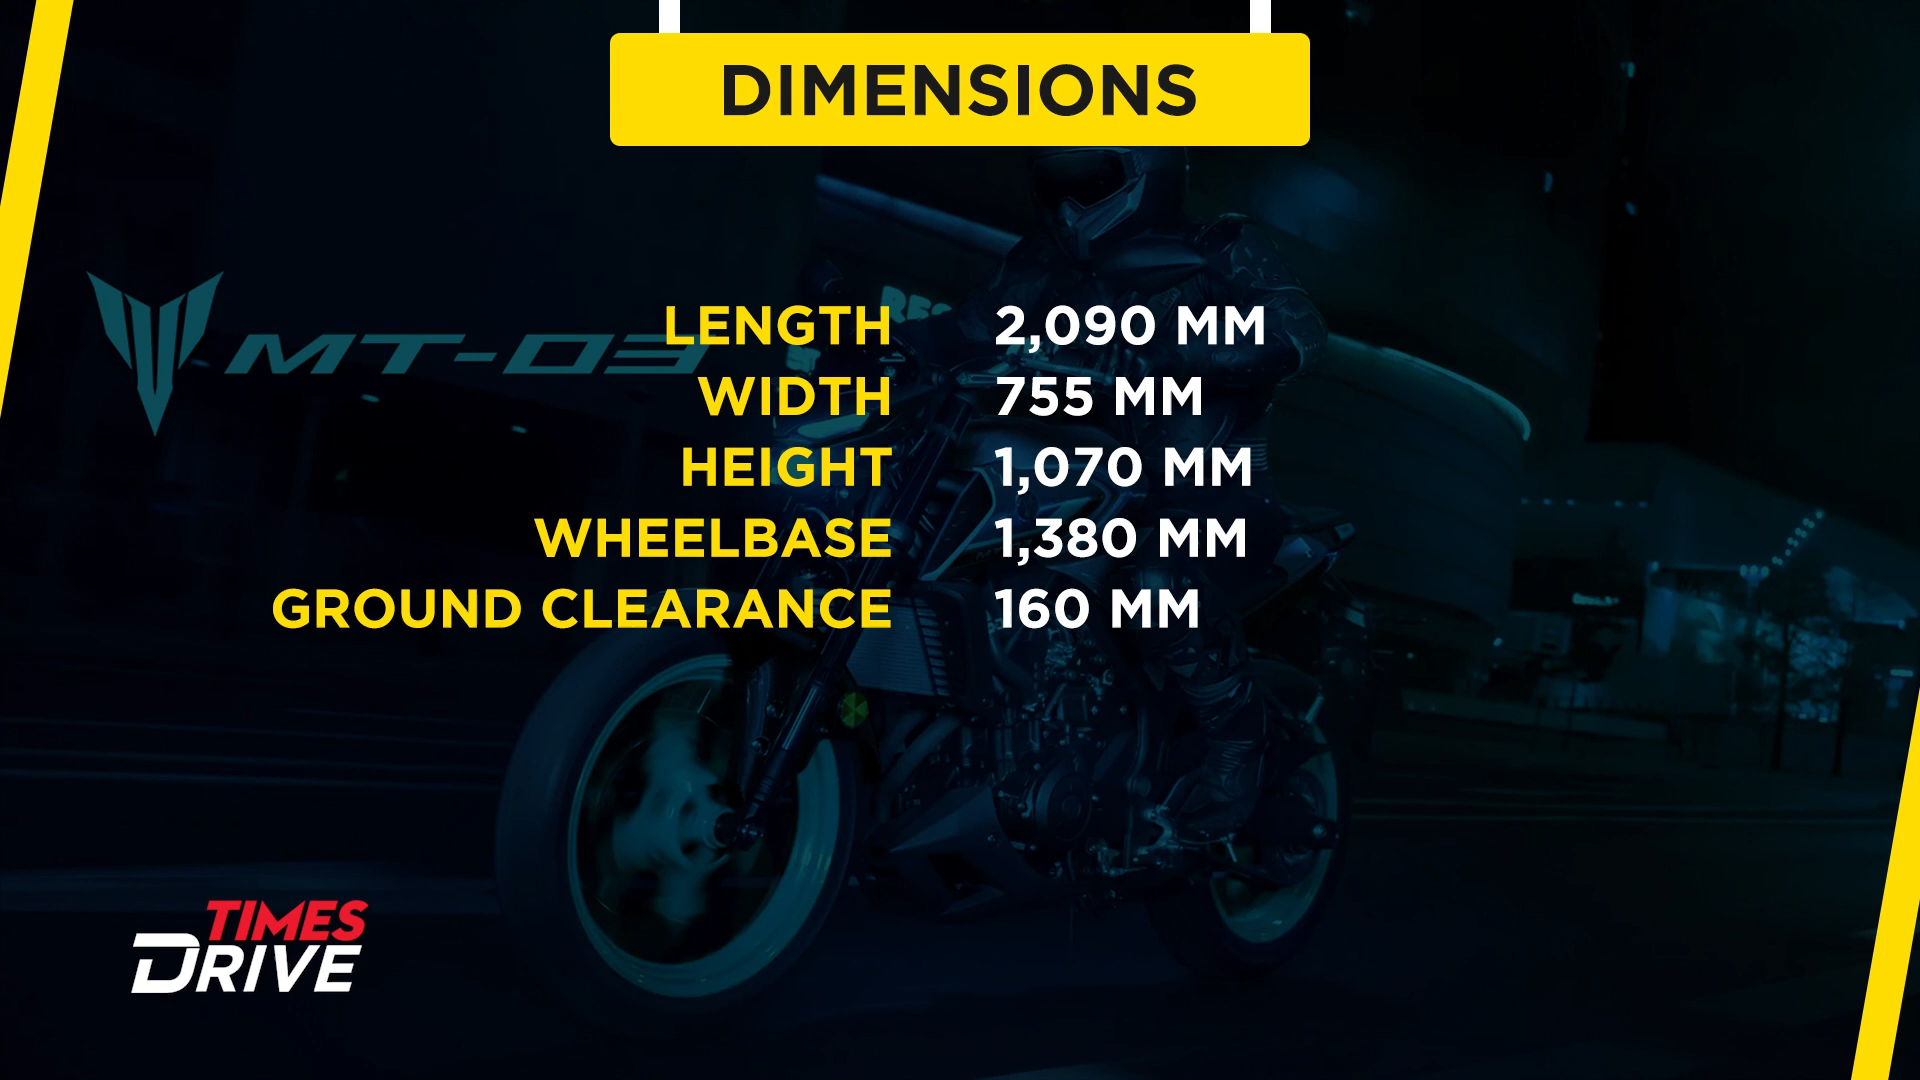 DIMENSIONS
MT-03
LENGTH 2,090 MM
WIDTH 755 MM
HEIGHT 1,070 MM
WHEELBASE 1,380 MM
GROUND CLEARANCE 160 MM
TIMES
DRIVE